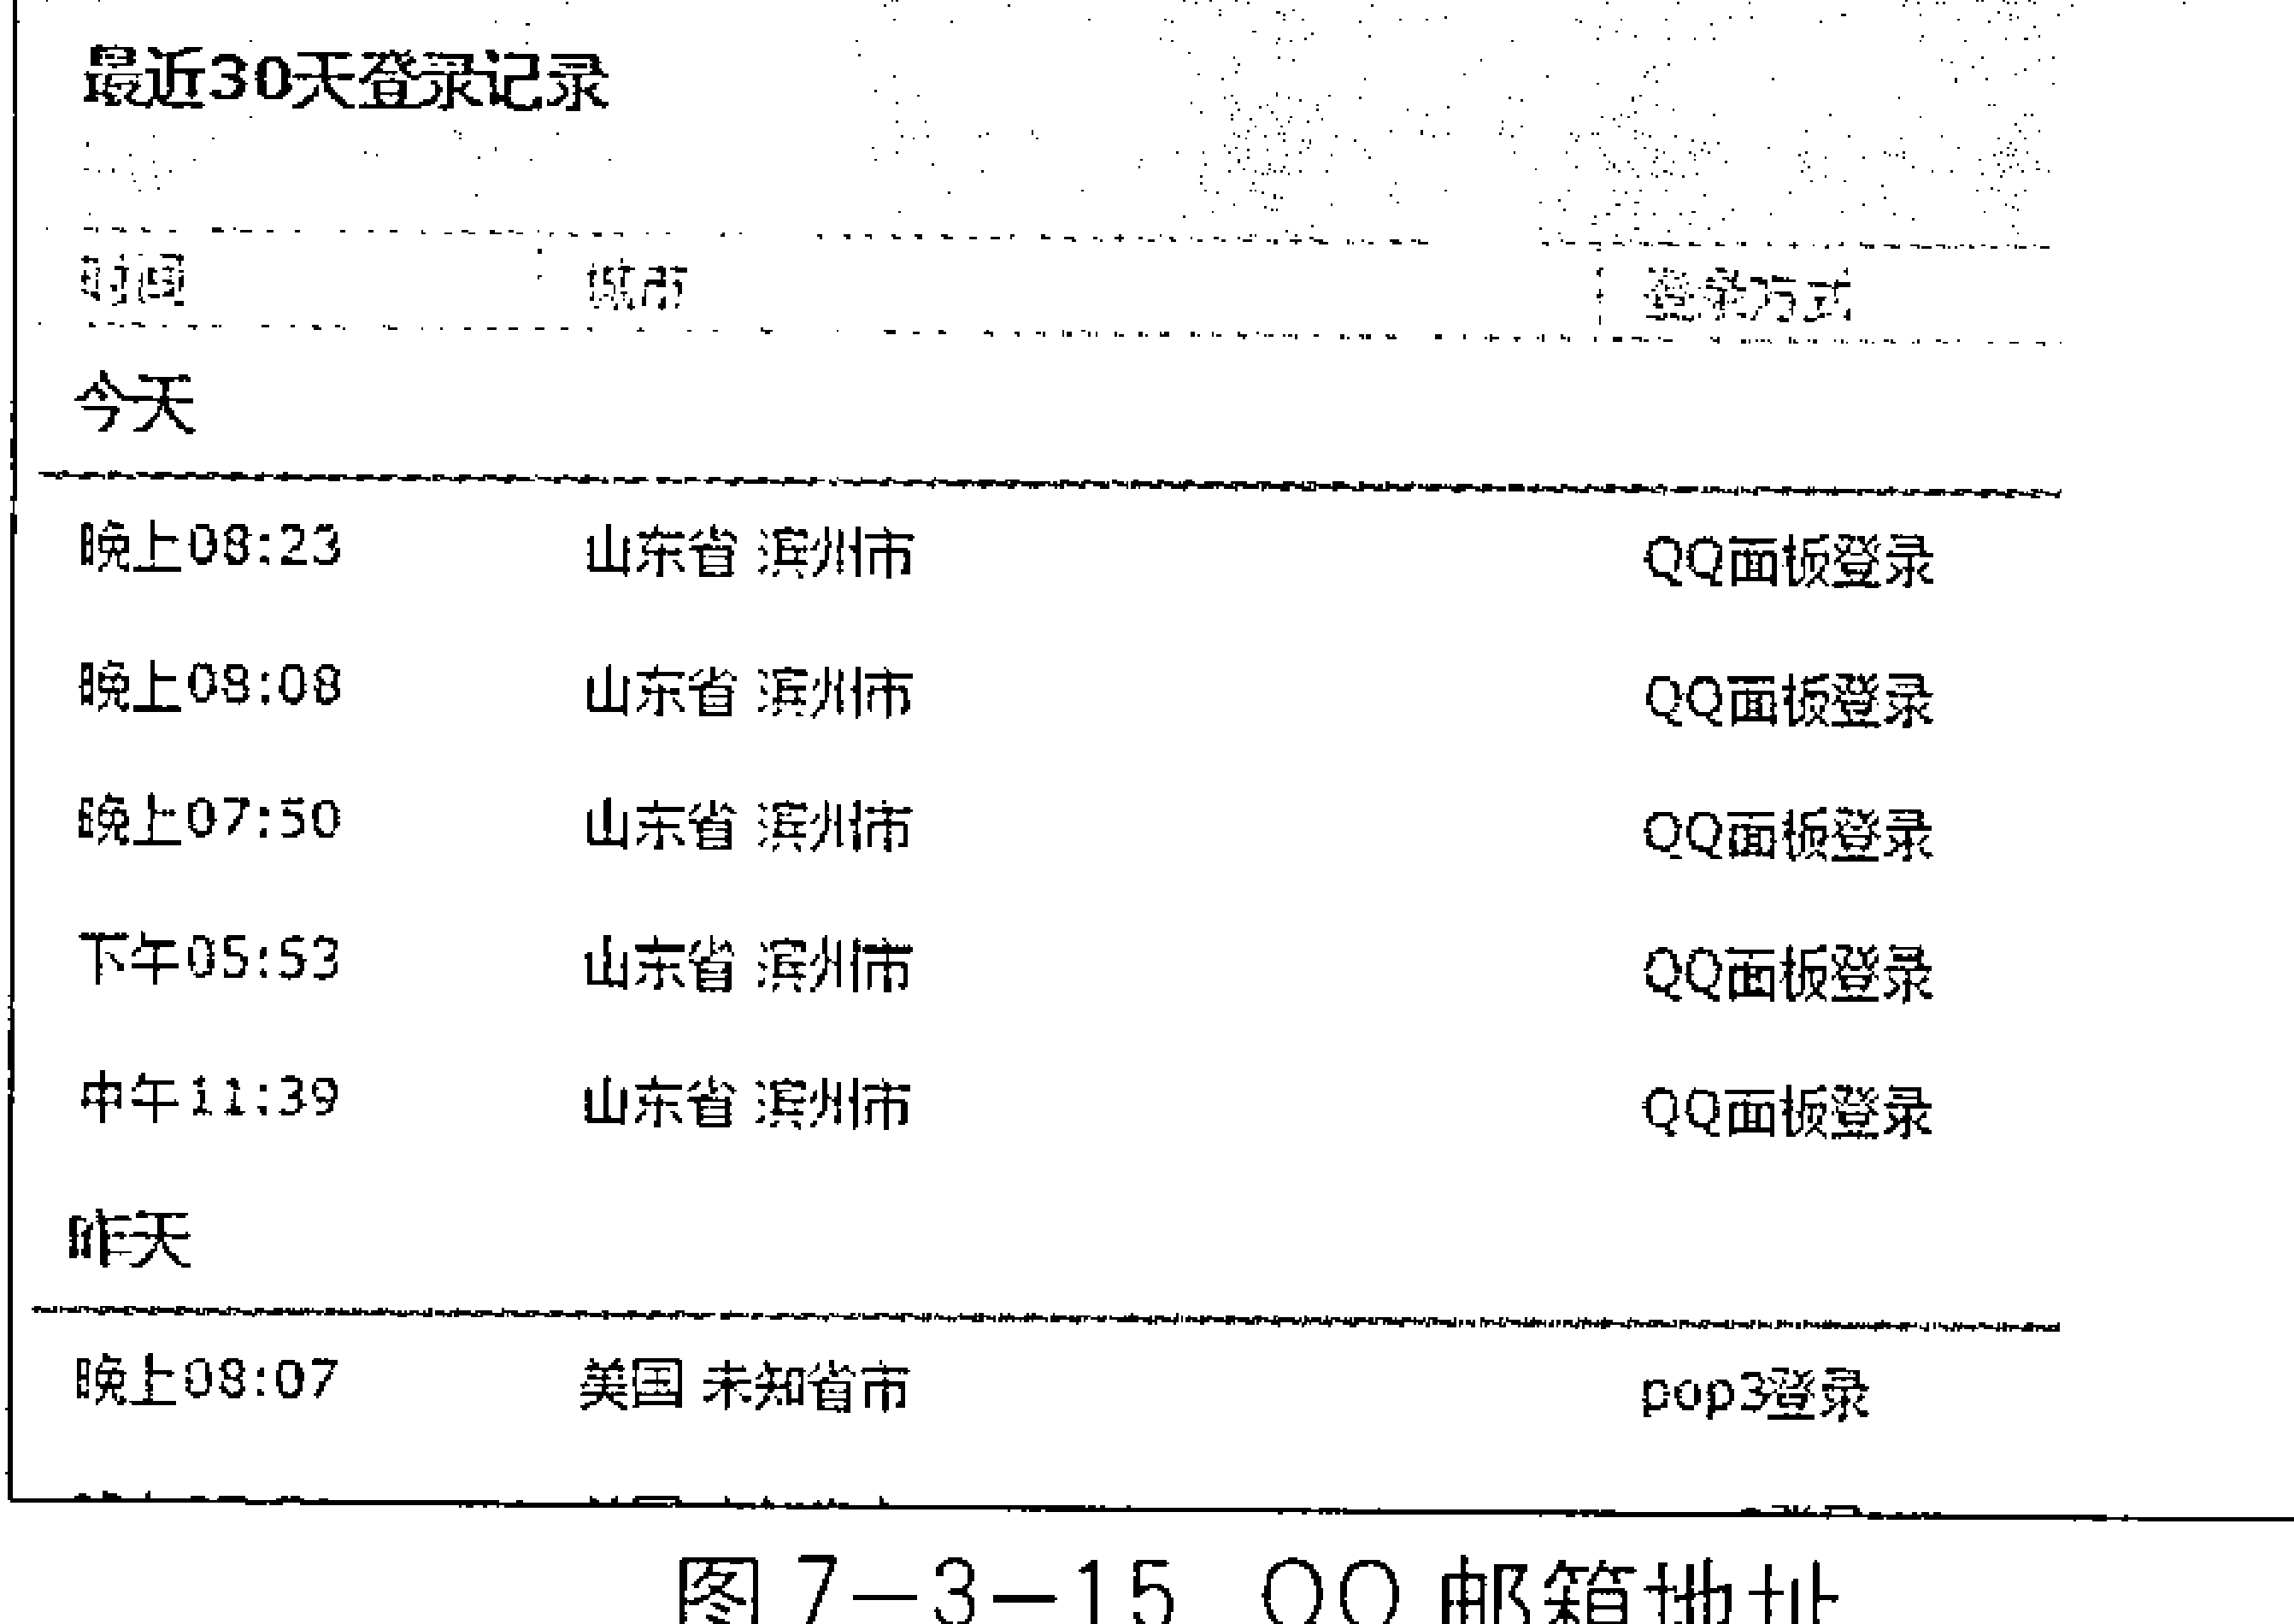 最近30天登录记录
时间 城市 登录方式
今天
晚上08:23 山东省 滨州市 QQ面板登录
晚上08:08 山东省 滨州市 QQ面板登录
晚上07:50 山东省 滨州市 QQ面板登录
下午05:53 山东省 滨州市 QQ面板登录
中午11:39 山东省 滨州市 QQ面板登录
昨天
晚上08:07 美国 未知省市 pop3登录
图 7-3-15 QQ 邮箱地址